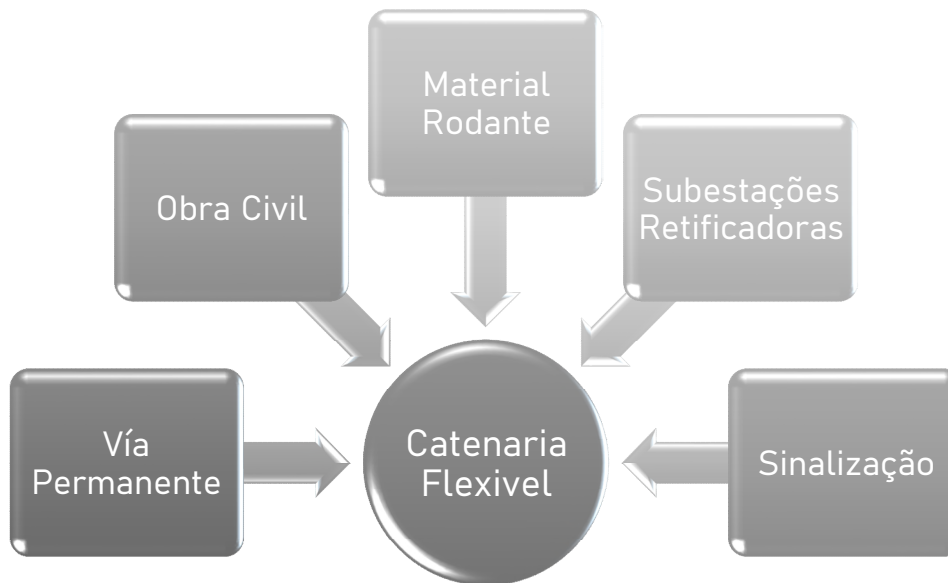 Material
Rodante
Obra Civil
Subestações
Retificadoras
Vía
Permanente
Catenaria
Flexivel
Sinalização